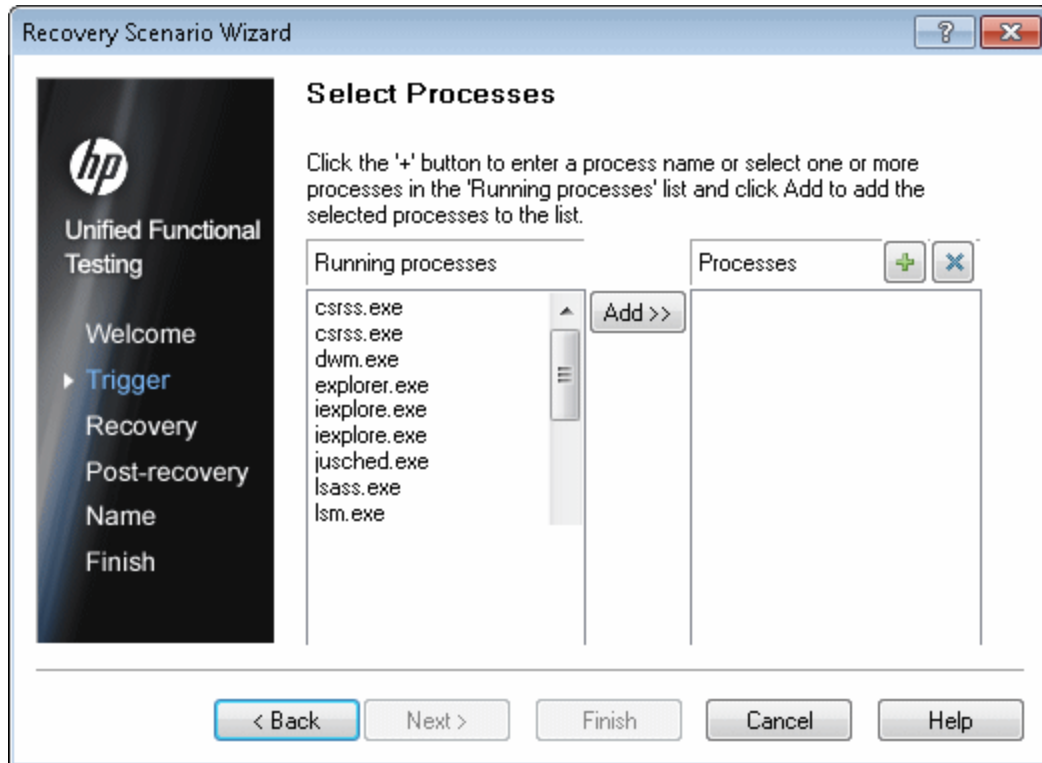 Recovery Scenario Wizard
?
hp
Unified Functional
Testing
Welcome
Trigger
Recovery
Post-recovery
Name
Finish
Select Processes
Click the '+' button to enter a process name or select one or more
processes in the 'Running processes' list and click Add to add the
selected processes to the list.
Running processes
csrss.exe
csrss.exe
dwm.exe
explorer.exe
iexplore.exe
iexplore.exe
jusched.exe
lsass.exe
lsm.exe
Add >>
Processes
< Back Next > Finish Cancel Help